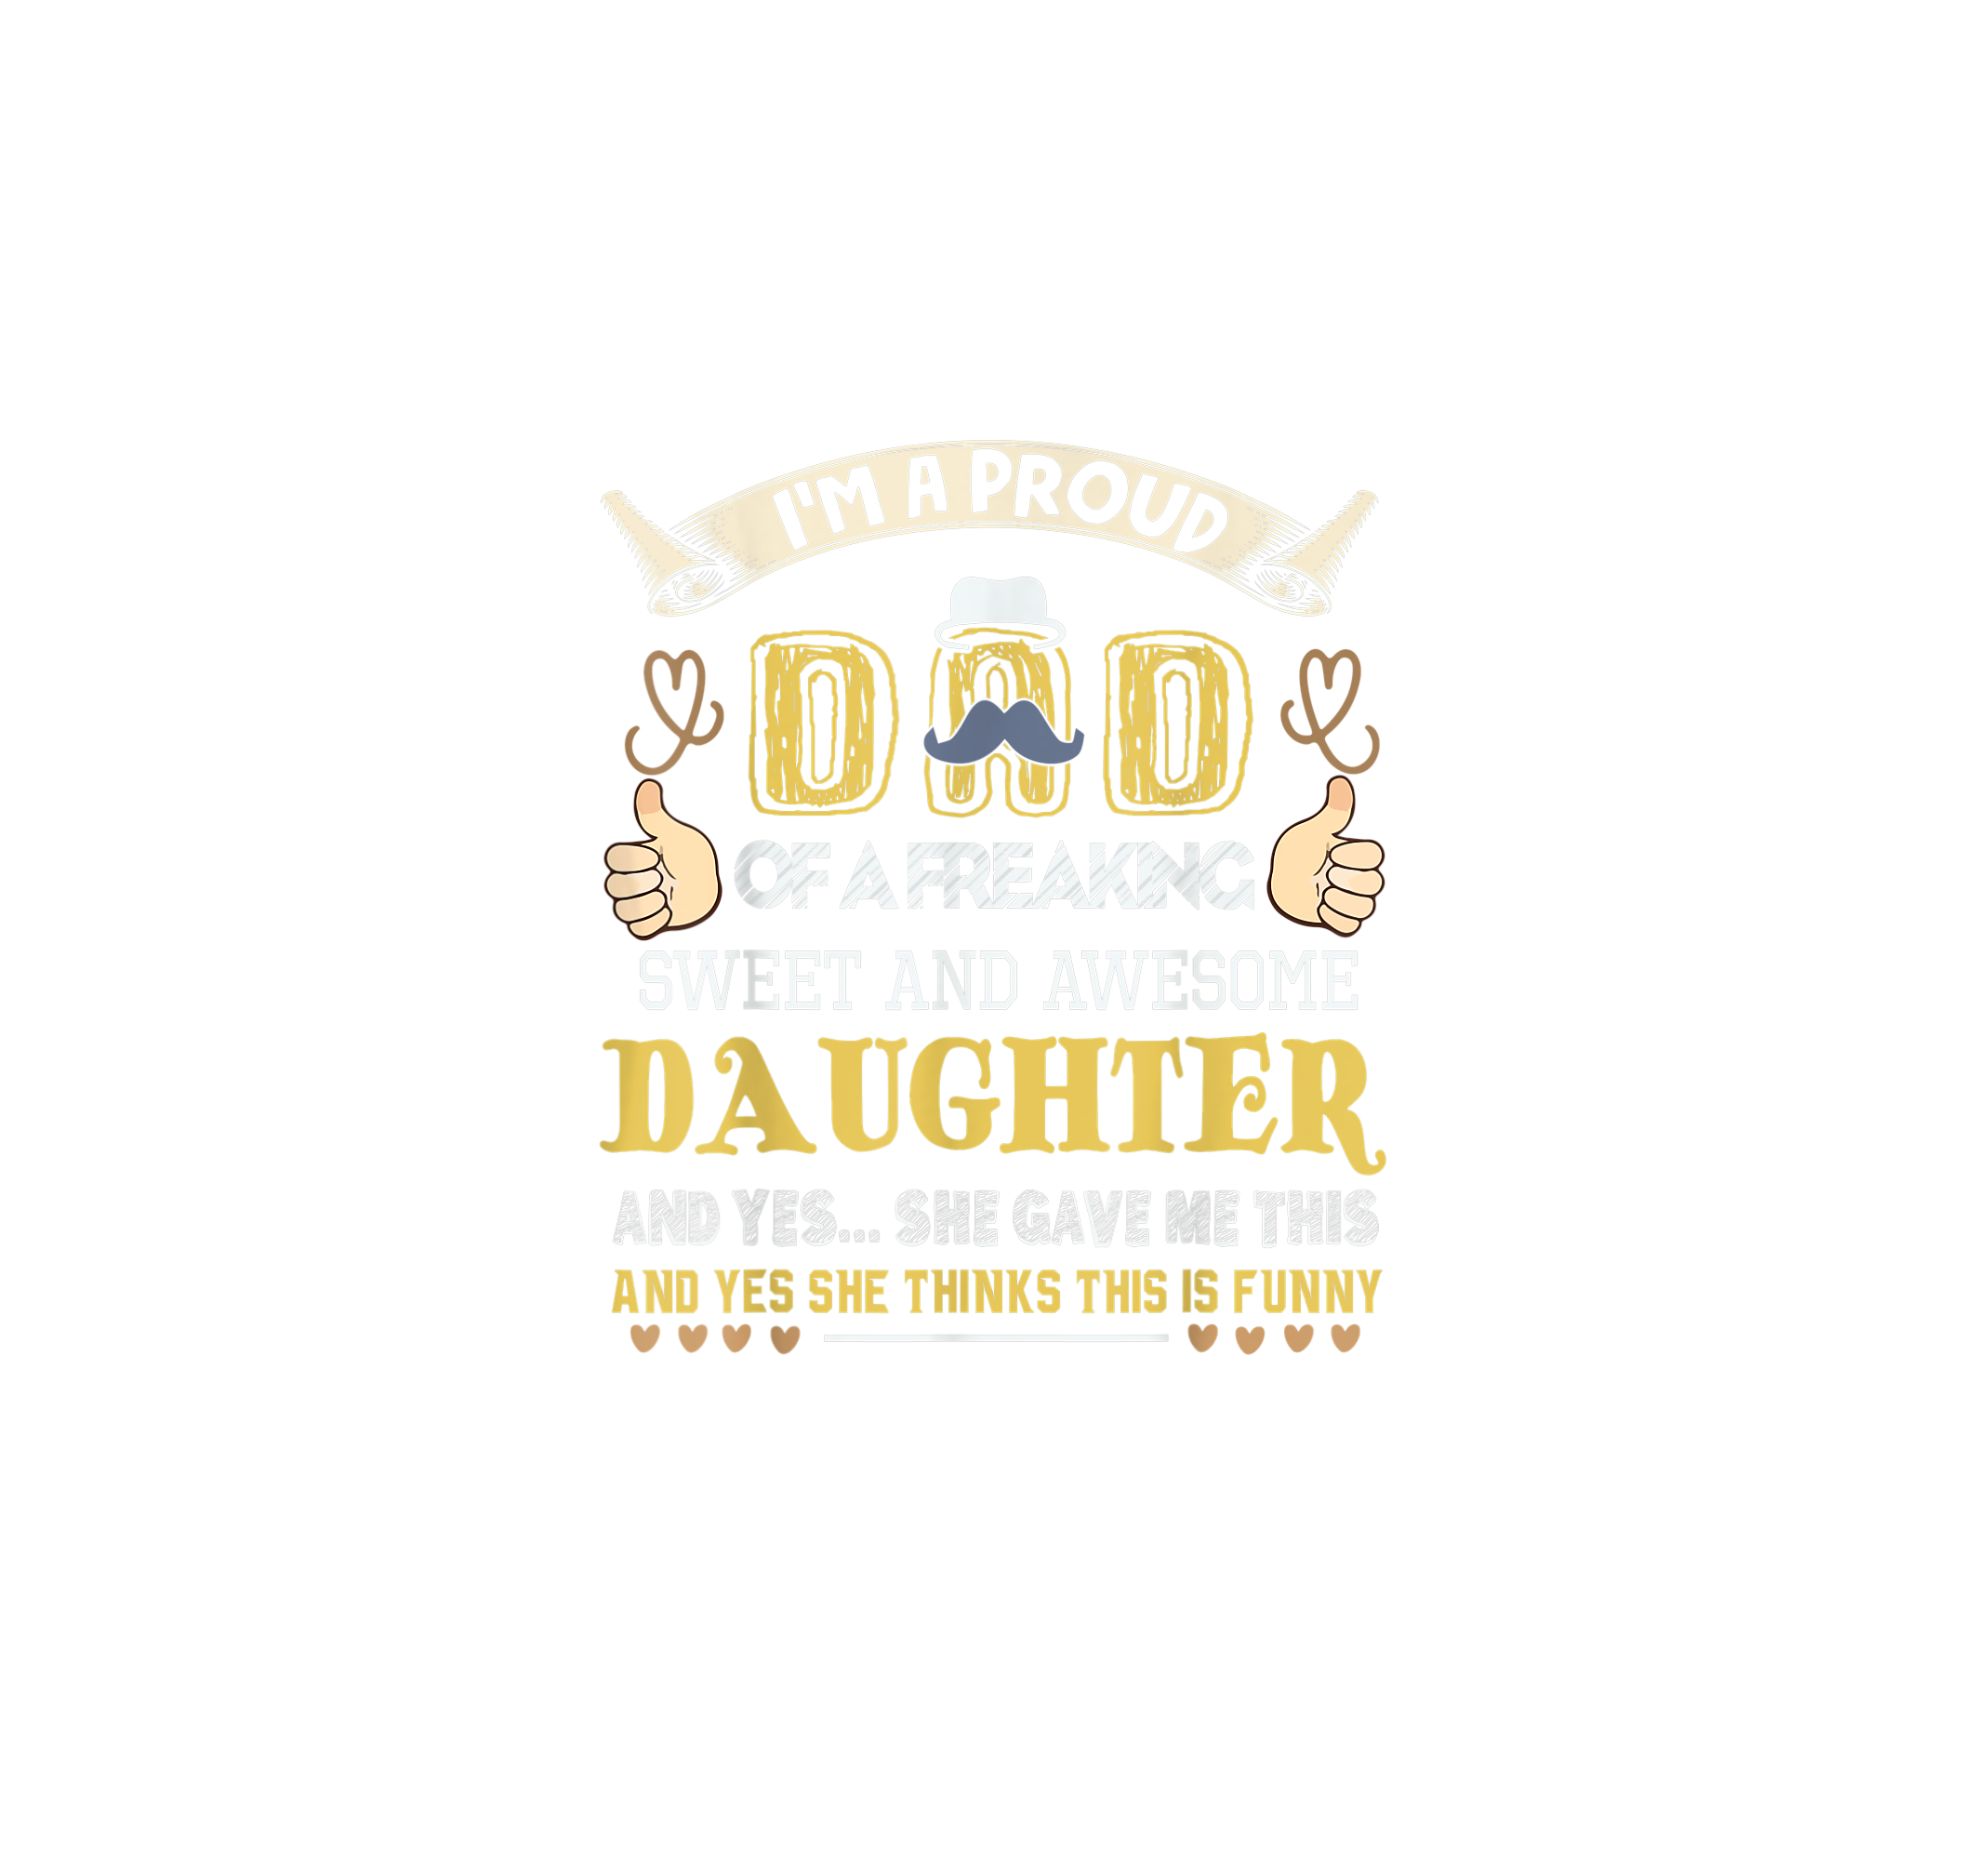 I'M A PROUD
DAD
OF A FREAKING
SWEET AND AWESOME
DAUGHTER
AND YES... SHE GAVE ME THIS
AND YES SHE THINKS THIS IS FUNNY